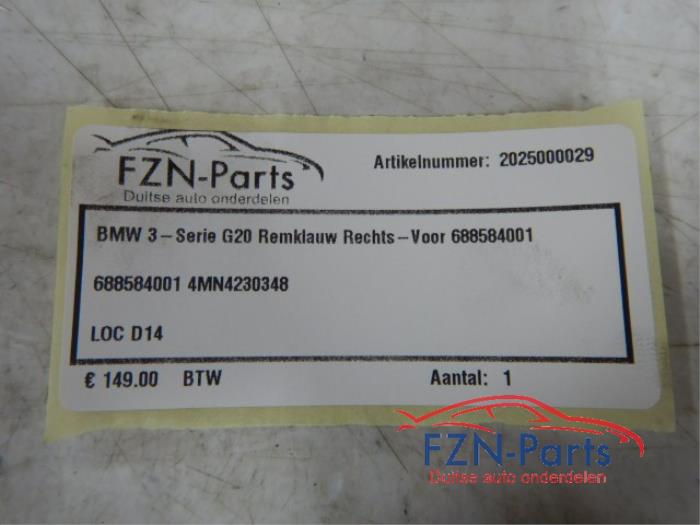 FZN-Parts
Duitse auto onderdelen
Artikelnummer: 2025000029
BMW 3-Serie G20 Remklauw Rechts-Voor 688584001
688584001 4MN4230348
LOC D14
€ 149.00 BTW
Aantal: 1
FZN-Parts
Duitse auto onderdelen